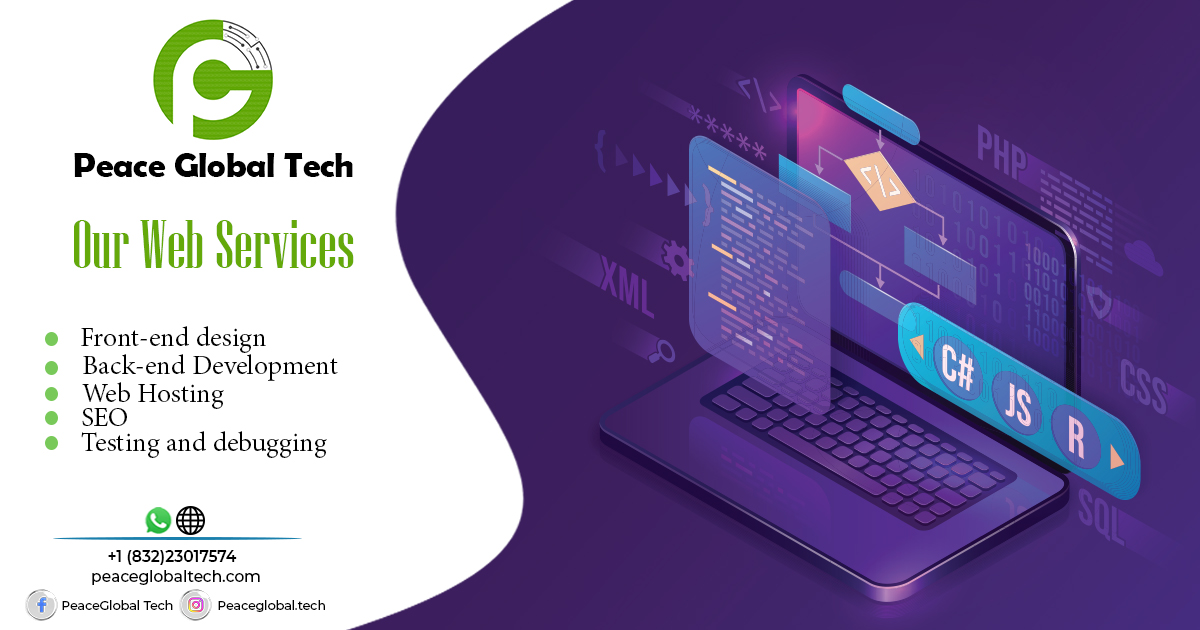 Peace Global Tech
Our Web Services
Front-end design
Back-end Development
Web Hosting
SEO
Testing and debugging
+1 (832)23017574
peaceglobaltech.com
PeaceGlobal Tech
Peaceglobal.tech
</>
*****
{
PHP
</>
XML
C#
JS
R
CSS
SQL